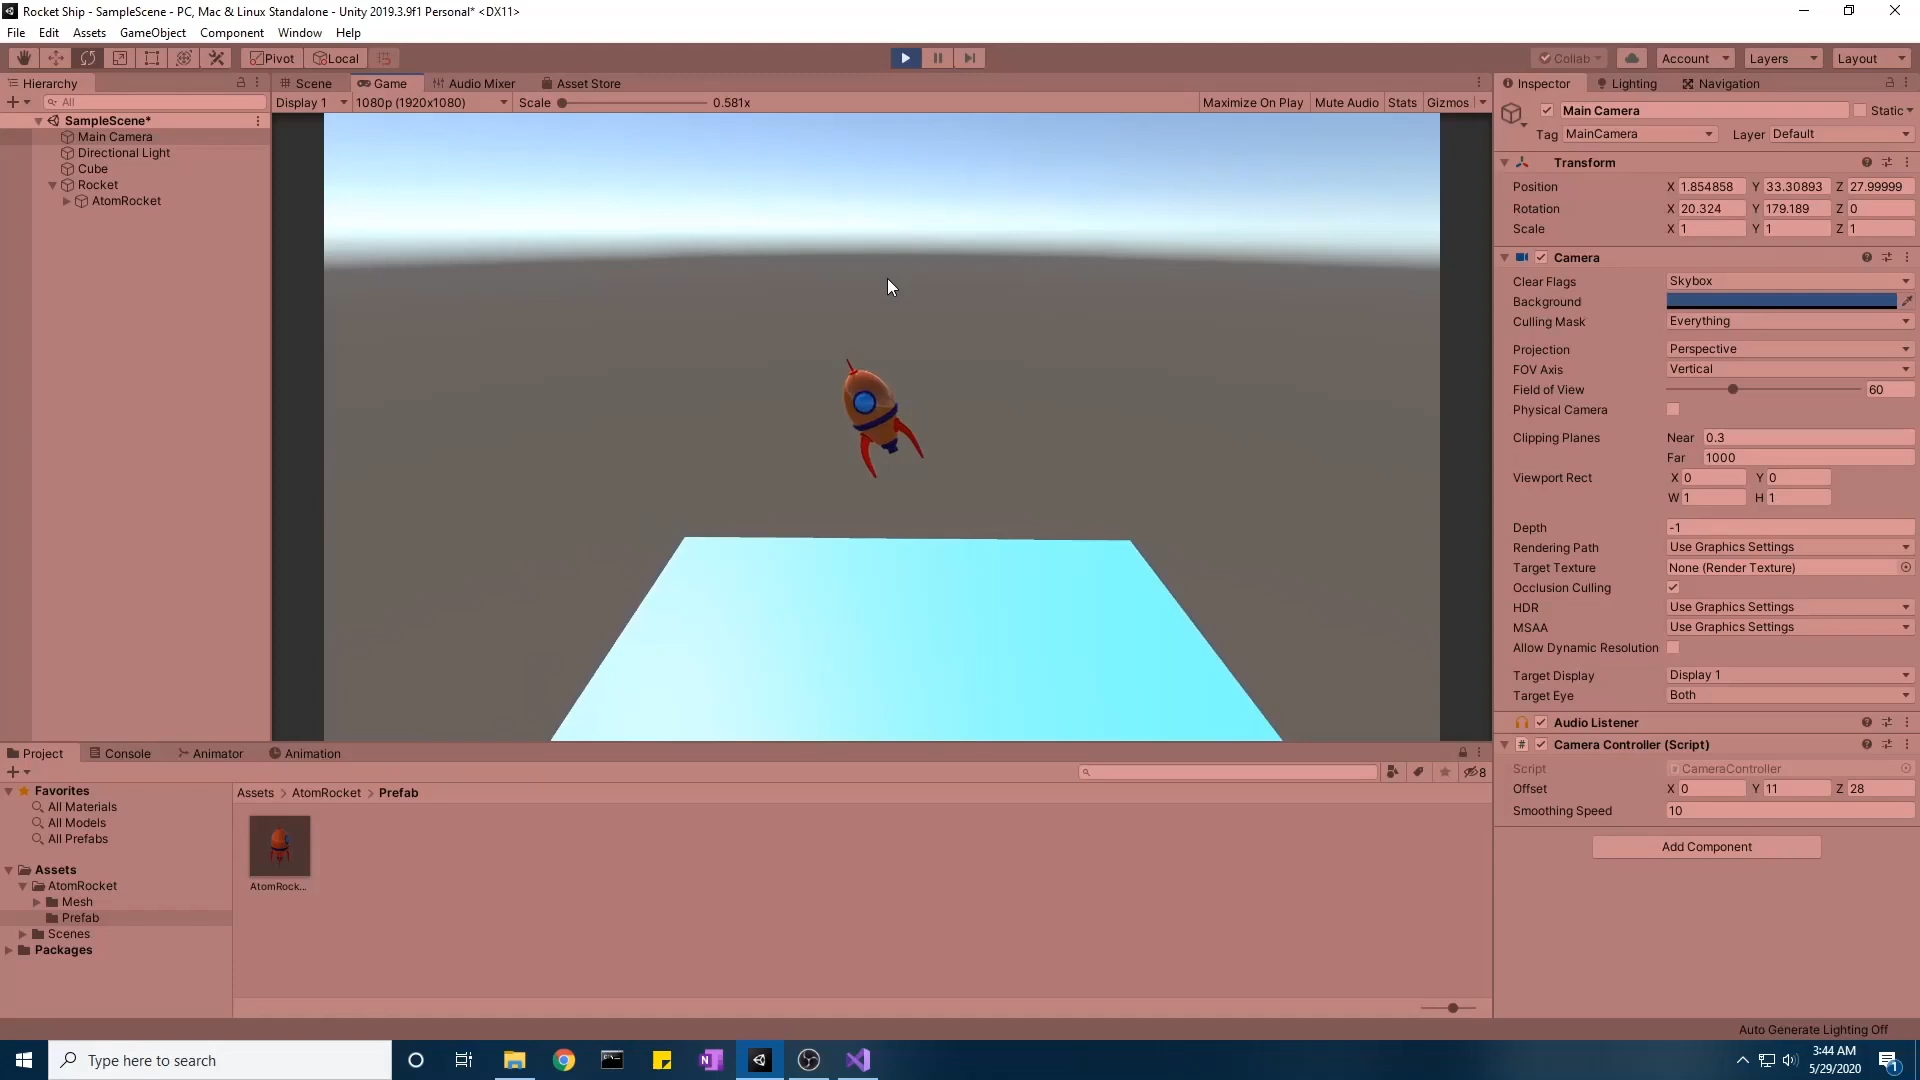 Rocket Ship - SampleScene - PC, Mac & Linux Standalone - Unity 2019.3.9f1 Personal* <DX11>
File Edit Assets GameObject Component Window Help
Pivot Local Collab Account Layers Layout
Hierarchy
All
SampleScene*
Main Camera
Directional Light
Cube
Rocket
AtomRocket
Scene Game Audio Mixer Asset Store
Display 1 1080p (1920x1080) Scale 0.581x Maximize On Play Mute Audio Stats Gizmos
Inspector Lighting Navigation
Main Camera Static
Tag MainCamera Layer Default
Transform
Position X 1.854858 Y 33.30893 Z 27.99999
Rotation X 20.324 Y 179.189 Z 0
Scale X 1 Y 1 Z 1
Camera
Clear Flags Skybox
Background
Culling Mask Everything
Projection Perspective
FOV Axis Vertical
Field of View 60
Physical Camera
Clipping Planes Near 0.3
Far 1000
Viewport Rect X 0 Y 0
W 1 H 1
Depth -1
Rendering Path Use Graphics Settings
Target Texture None (Render Texture)
Occlusion Culling
HDR Use Graphics Settings
MSAA Use Graphics Settings
Allow Dynamic Resolution
Target Display Display 1
Target Eye Both
Audio Listener
Camera Controller (Script)
Script CameraController
Offset X 0 Y 11 Z 28
Smoothing Speed 10
Add Component
Project Console Animator Animation
8
Favorites
All Materials
All Models
All Prefabs
Assets
AtomRocket
Mesh
Prefab
Scenes
Packages
Assets > AtomRocket > Prefab
AtomRock...
Auto Generate Lighting Off
Type here to search
3:44 AM
5/29/2020
1